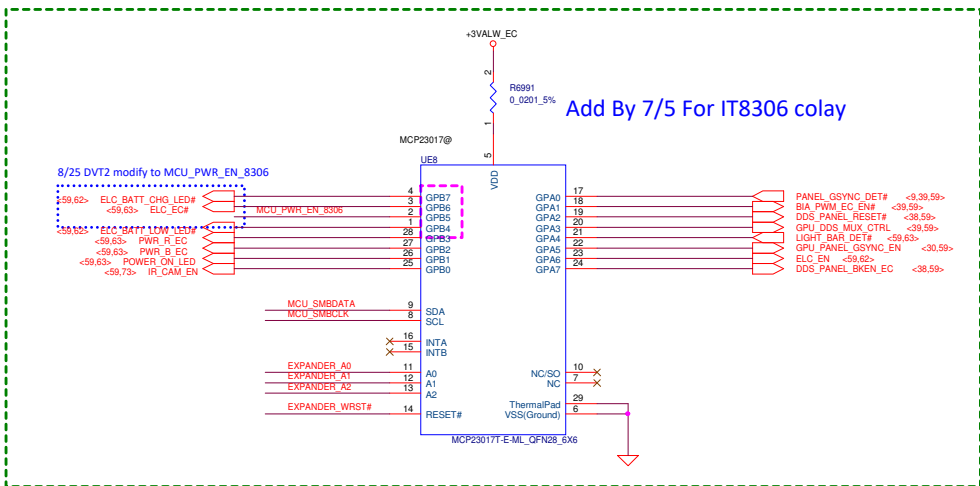 +3VALW_EC
2
R6991
0_0201_5%
1
Add By 7/5 For IT8306 colay
MCP23017@
UE8
5
VDD
8/25 DVT2 modify to MCU_PWR_EN_8306
<59,62> ELC_BATT_CHG_LED# 4 GPB7
<59,63> ELC_EC# 3 GPB6
MCU_PWR_EN_8306 2 GPB5
1 GPB4
<59,62> ELC_BATT_LOW_LED# 28 GPB3
<59,63> PWR_R_EC 27 GPB2
<59,63> PWR_B_EC 26 GPB1
<59,63> POWER_ON_LED 25 GPB0
<59,73> IR_CAM_EN
GPA0 17 PANEL_GSYNC_DET# <9,39,59>
GPA1 18 BIA_PWM_EC_EN# <39,59>
GPA2 19 DDS_PANEL_RESET# <38,59>
GPA3 20 GPU_DDS_MUX_CTRL <39,59>
GPA4 21 LIGHT_BAR_DET# <59,63>
GPA5 22 GPU_PANEL_GSYNC_EN <30,59>
GPA6 23 ELC_EN <59,62>
GPA7 24 DDS_PANEL_BKEN_EC <38,59>
MCU_SMBDATA 9 SDA
MCU_SMBCLK 8 SCL
16 INTA
15 INTB
EXPANDER_A0 11 A0
EXPANDER_A1 12 A1
EXPANDER_A2 13 A2
EXPANDER_WRST# 14 RESET#
NC/SO 10
NC 7
ThermalPad 29
VSS(Ground) 6
MCP23017T-E-ML_QFN28_6X6